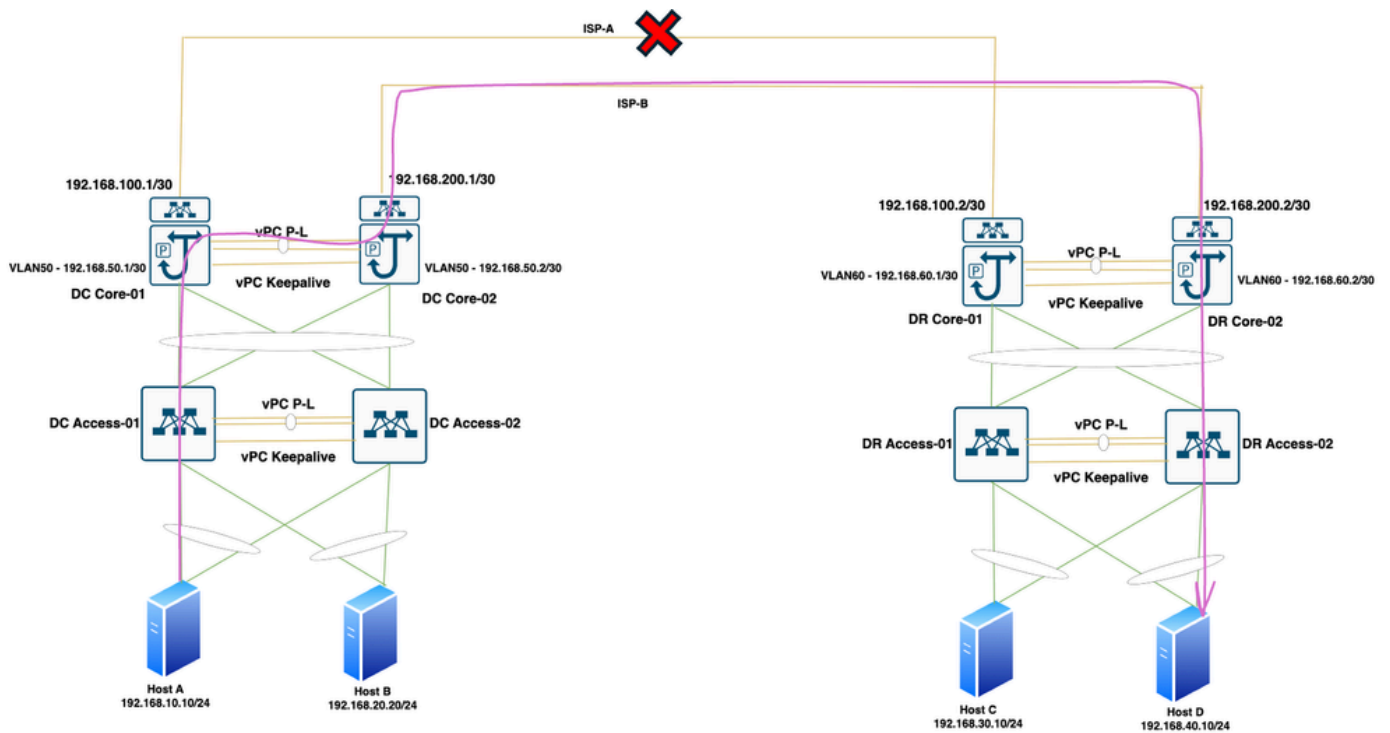 ISP-A
ISP-B
192.168.100.1/30
192.168.200.1/30
192.168.100.2/30
192.168.200.2/30
vPC P-L
P
P
VLAN50 - 192.168.50.1/30
VLAN50 - 192.168.50.2/30
vPC Keepalive
DC Core-01
DC Core-02
vPC P-L
P
P
VLAN60 - 192.168.60.1/30
VLAN60 - 192.168.60.2/30
vPC Keepalive
DR Core-01
DR Core-02
vPC P-L
DC Access-01
DC Access-02
vPC Keepalive
vPC P-L
DR Access-01
DR Access-02
vPC Keepalive
Host A
192.168.10.10/24
Host B
192.168.20.20/24
Host C
192.168.30.10/24
Host D
192.168.40.10/24